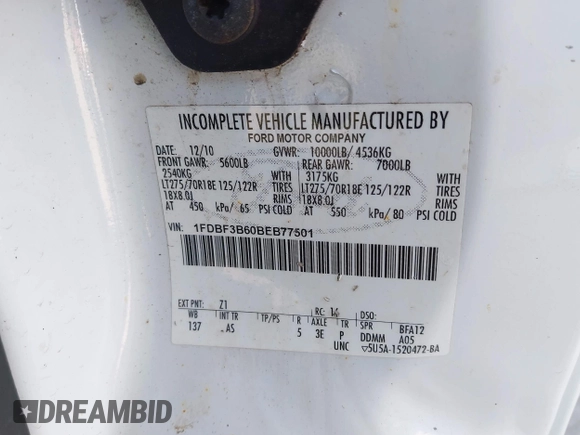 INCOMPLETE VEHICLE MANUFACTURED BY
FORD MOTOR COMPANY
DATE: 12/10 GVWR: 10000LB/ 4536KG
FRONT GAWR: 5600LB REAR GAWR: 7000LB
2540KG 3175KG
LT275/70R18E 125/122R TIRES LT275/70R18E 125/122R TIRES
18X8.0J RIMS 18X8.0J RIMS
AT 450 kPa/ 65 PSI COLD AT 550 kPa/ 80 PSI COLD
VIN: 1FDBF3B60BEB77501
EXT PNT: Z1 RC: 14 DSO:
WB INT TR TP/PS R AXLE TR SPR BFA12
137 AS 5 3E P DDMM A05
UNC 5U5A-1520472-BA
DREAMBID